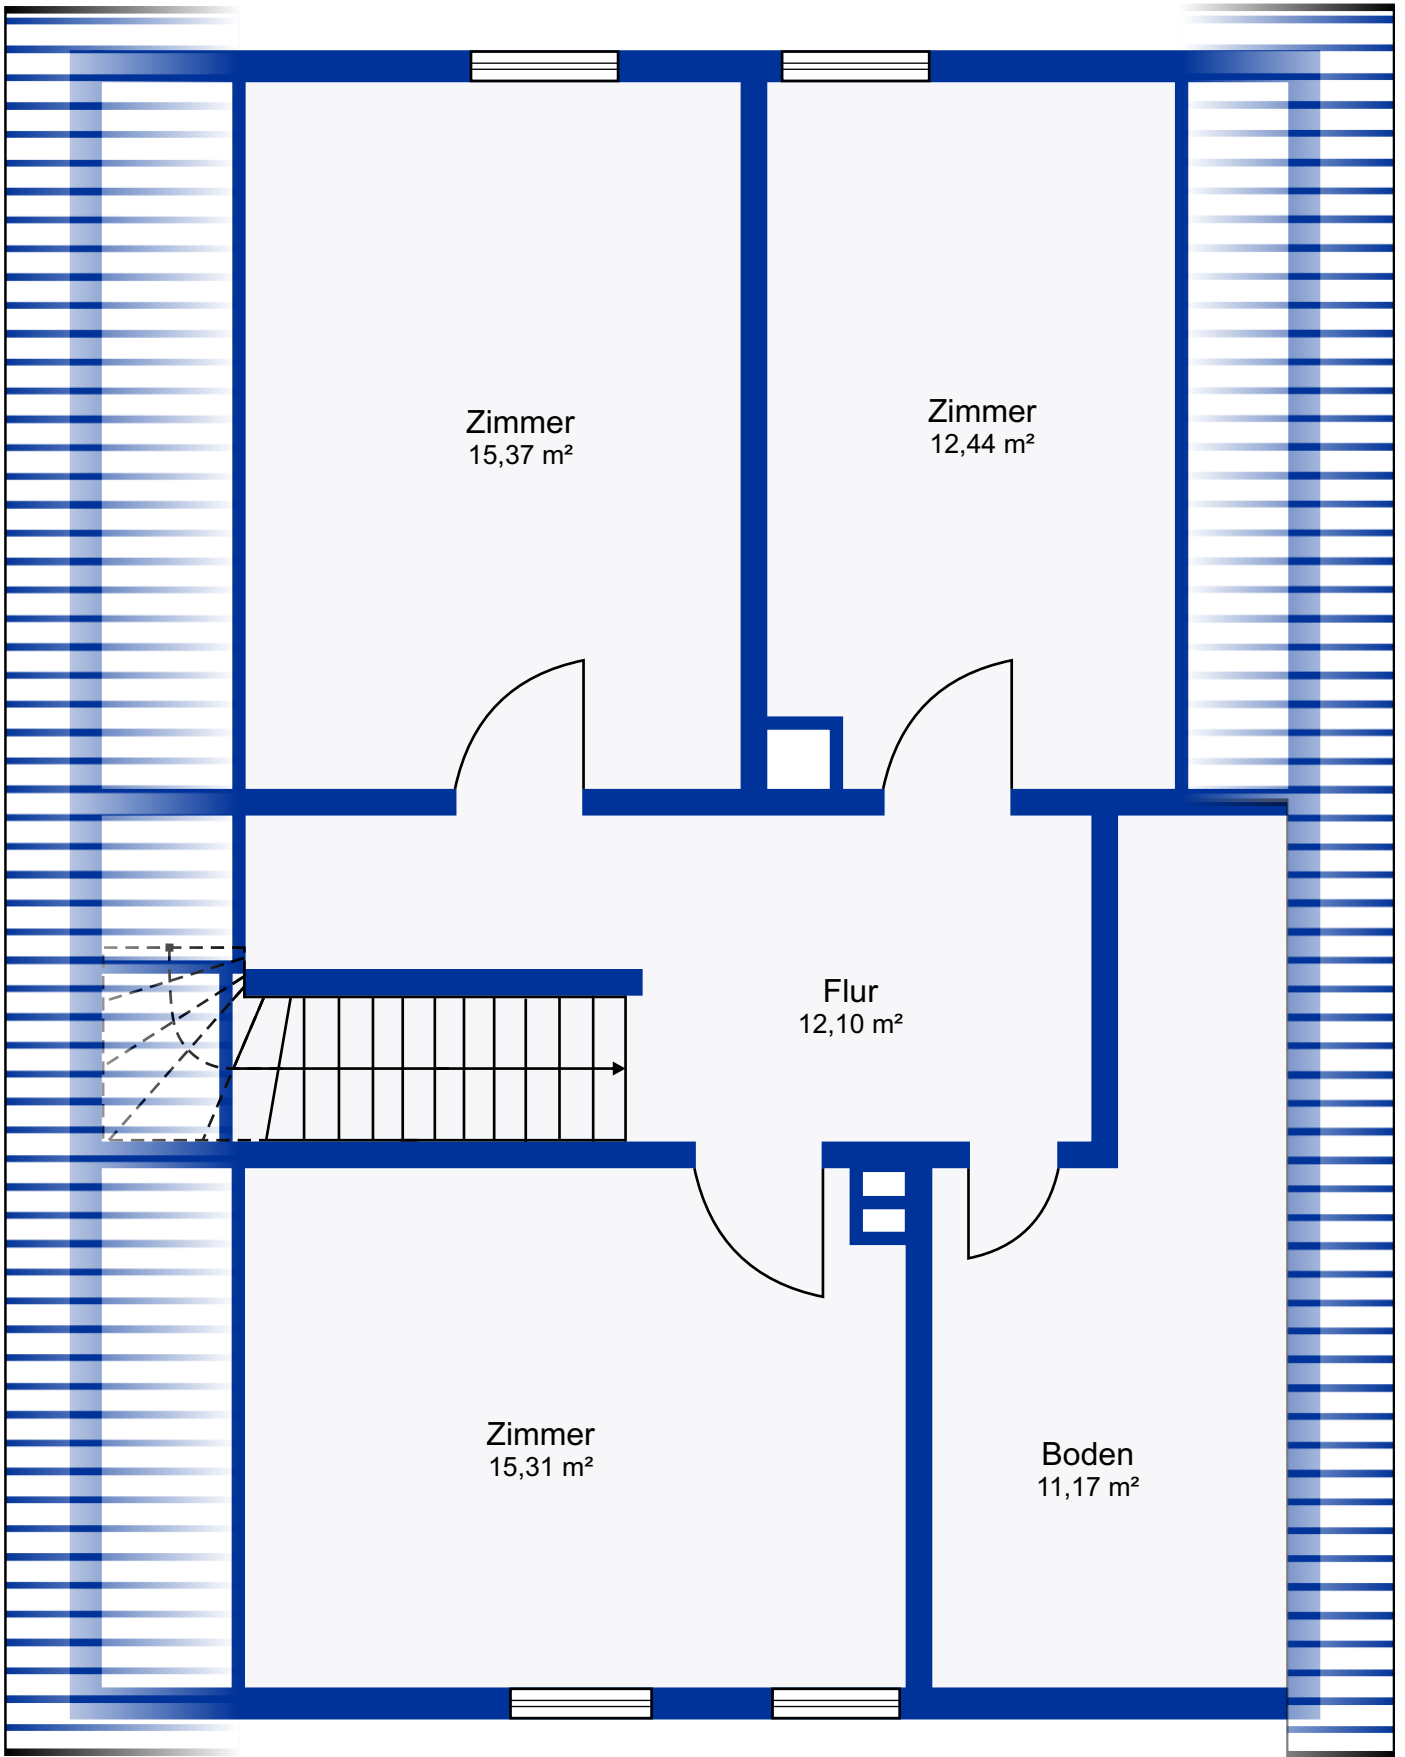 Zimmer
15,37 m²
Zimmer
12,44 m²
Flur
12,10 m²
Zimmer
15,31 m²
Boden
11,17 m²